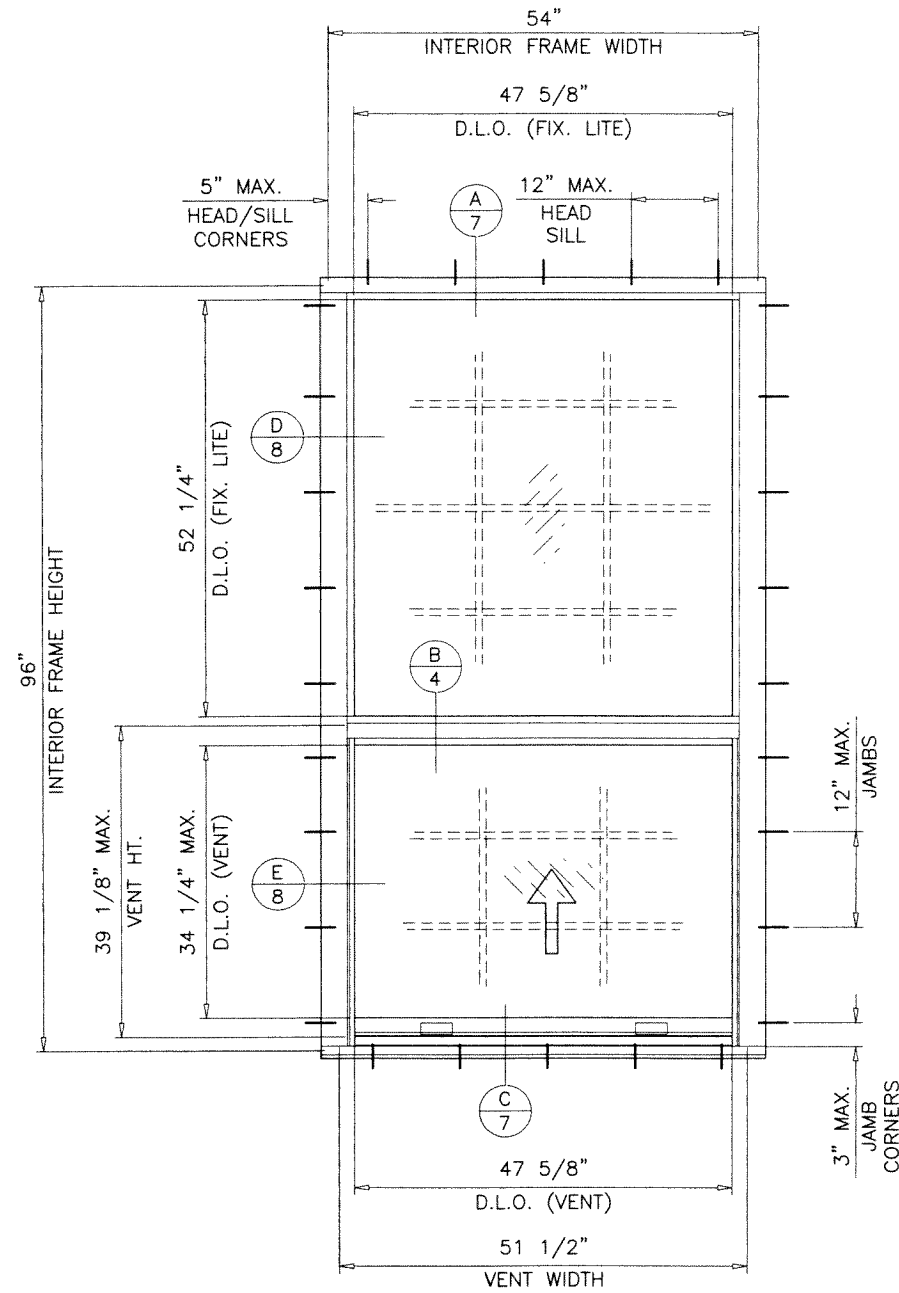 54"
INTERIOR FRAME WIDTH
47 5/8"
D.L.O. (FIX. LITE)
5" MAX.
HEAD/SILL
CORNERS
A
7
12" MAX.
HEAD
SILL
D
8
52 1/4"
D.L.O. (FIX. LITE)
96"
INTERIOR FRAME HEIGHT
B
4
39 1/8" MAX.
VENT HT.
34 1/4"
D.L.O. (VENT)
E
8
12" MAX.
JAMBS
C
7
3" MAX.
JAMB
CORNERS
47 5/8"
D.L.O. (VENT)
51 1/2"
VENT WIDTH